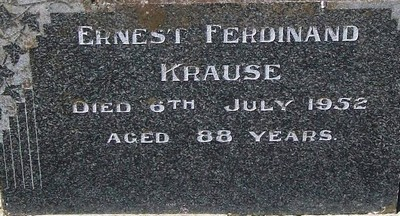 ERNEST FERDINAND
KRAUSE
DIED 6TH JULY 1952
AGED 88 YEARS.